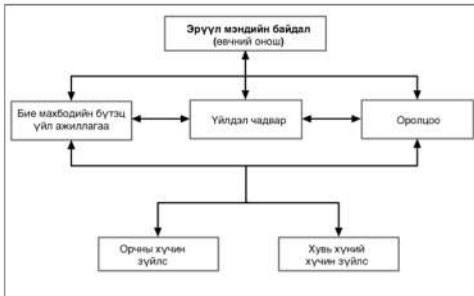 Эрүүл мэндийн байдал
(өвчний онош)
Бие махбодийн бүтэц
үйл ажиллагаа
Үйлдэл чадвар
Оролцоо
Орчны хүчин
зүйлс
Хувь хүний
хүчин зүйлс